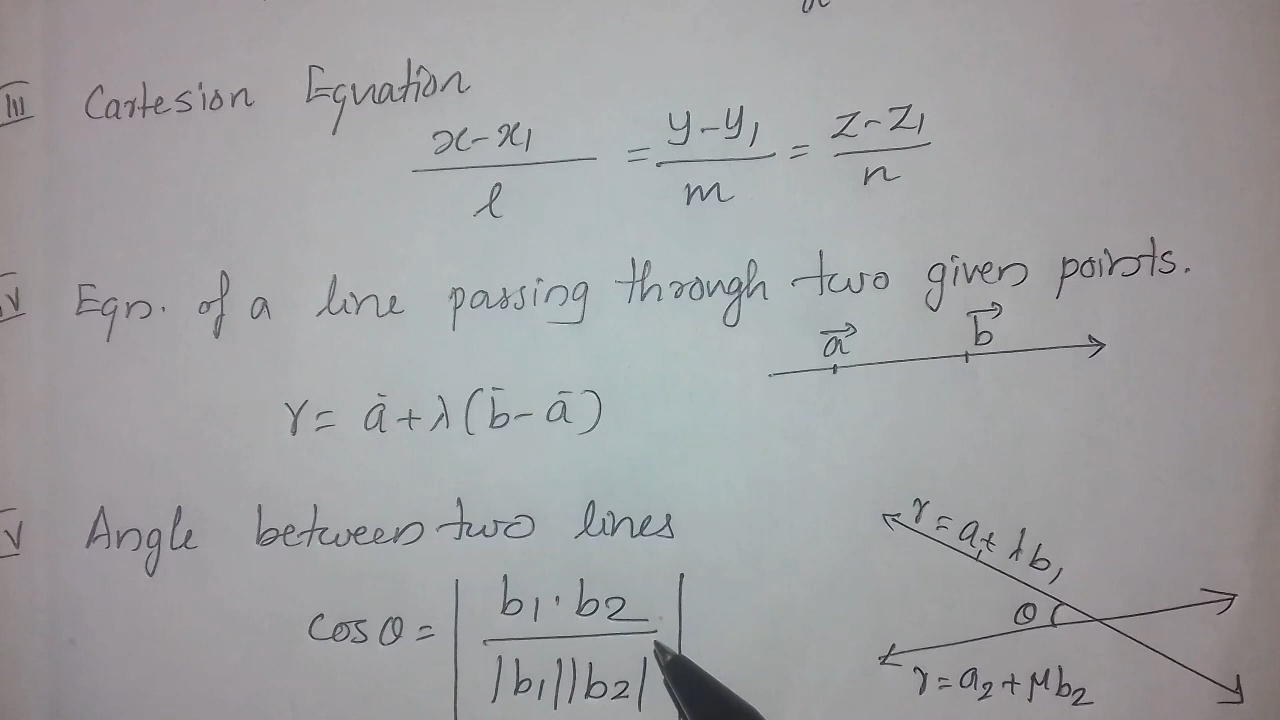 III Cartesion Equation
x-x₁/l = y-y₁/m = z-z₁/n
IV Eqn. of a line passing through two given points.
a⃗ b⃗
r = ā + λ(b̄ - ā)
V Angle between two lines
r = a₁ + λb₁
cos θ = | b₁·b₂ / |b₁||b₂| |
θ
r = a₂ + μb₂